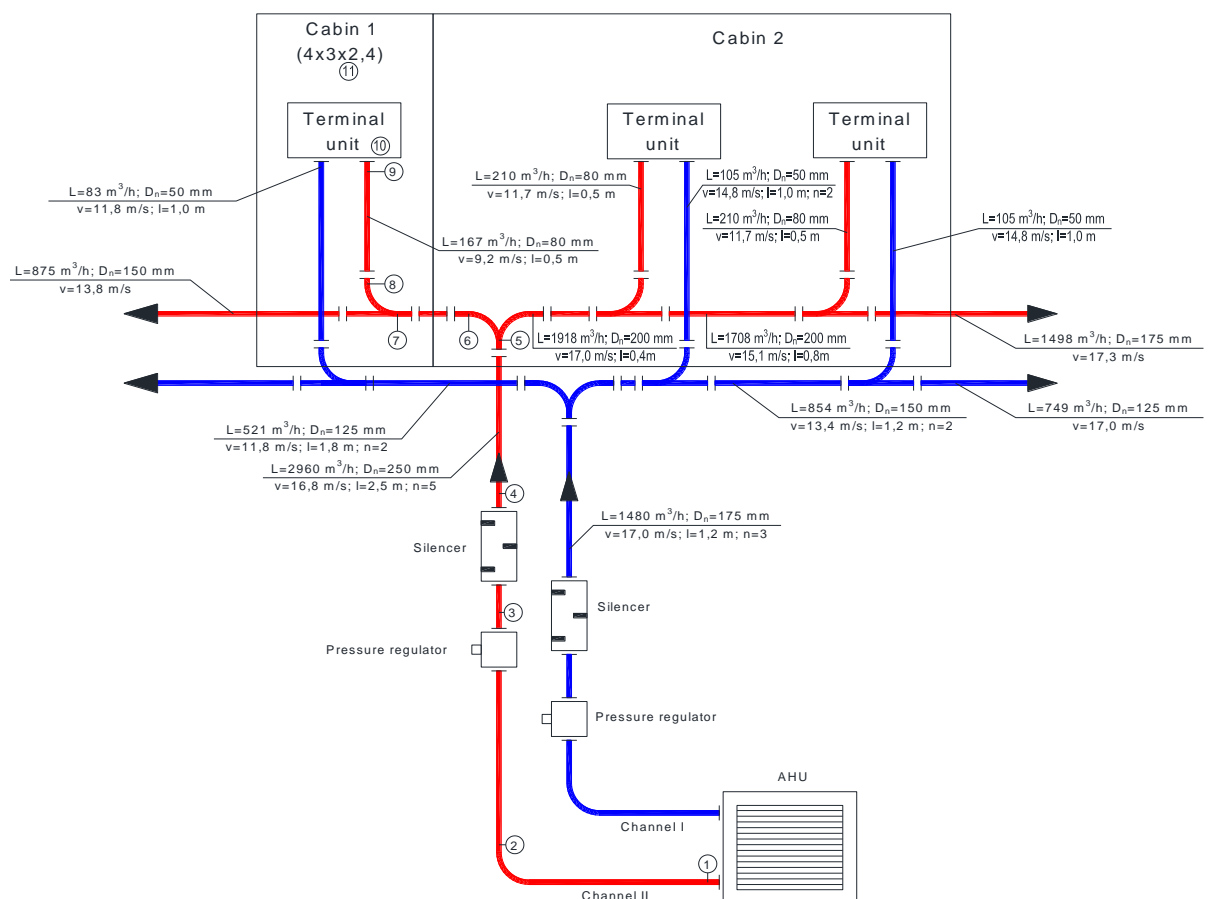 Cabin 1
(4x3x2,4)
11
Cabin 2
Terminal
unit 10
Terminal
unit
Terminal
unit
9
L=83 m³/h; Dₙ=50 mm
v=11,8 m/s; l=1,0 m
L=210 m³/h; Dₙ=80 mm
v=11,7 m/s; l=0,5 m
L=105 m³/h; Dₙ=50 mm
v=14,8 m/s; l=1,0 m; n=2
L=210 m³/h; Dₙ=80 mm
v=11,7 m/s; l=0,5 m
L=105 m³/h; Dₙ=50 mm
v=14,8 m/s; l=1,0 m
L=167 m³/h; Dₙ=80 mm
v=9,2 m/s; l=0,5 m
L=875 m³/h; Dₙ=150 mm
v=13,8 m/s
8
7
6
5
L=1918 m³/h; Dₙ=200 mm
v=17,0 m/s; l=0,4m
L=1708 m³/h; Dₙ=200 mm
v=15,1 m/s; l=0,8m
L=1498 m³/h; Dₙ=175 mm
v=17,3 m/s
L=521 m³/h; Dₙ=125 mm
v=11,8 m/s; l=1,8 m; n=2
L=854 m³/h; Dₙ=150 mm
v=13,4 m/s; l=1,2 m; n=2
L=749 m³/h; Dₙ=125 mm
v=17,0 m/s
L=2960 m³/h; Dₙ=250 mm
v=16,8 m/s; l=2,5 m; n=5
4
L=1480 m³/h; Dₙ=175 mm
v=17,0 m/s; l=1,2 m; n=3
Silencer
3
Silencer
Pressure regulator
Pressure regulator
AHU
Channel I
2
1
Channel II